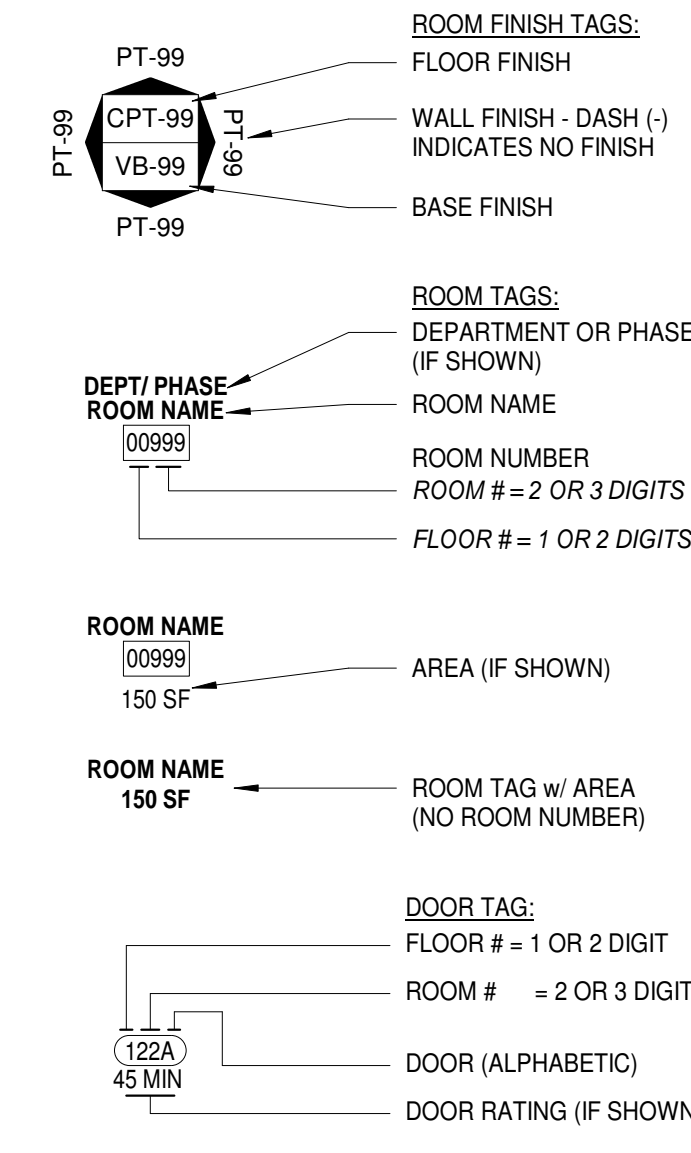 ROOM FINISH TAGS:
PT-99
FLOOR FINISH
CPT-99
PT-99
PT-99
WALL FINISH - DASH (-)
INDICATES NO FINISH
VB-99
BASE FINISH
PT-99
ROOM TAGS:
DEPARTMENT OR PHASE
(IF SHOWN)
DEPT/ PHASE
ROOM NAME
ROOM NAME
00999
ROOM NUMBER
ROOM # = 2 OR 3 DIGITS
FLOOR # = 1 OR 2 DIGITS
ROOM NAME
00999
150 SF
AREA (IF SHOWN)
ROOM NAME
150 SF
ROOM TAG w/ AREA
(NO ROOM NUMBER)
DOOR TAG:
FLOOR # = 1 OR 2 DIGIT
ROOM # = 2 OR 3 DIGIT
122A
45 MIN
DOOR (ALPHABETIC)
DOOR RATING (IF SHOWN